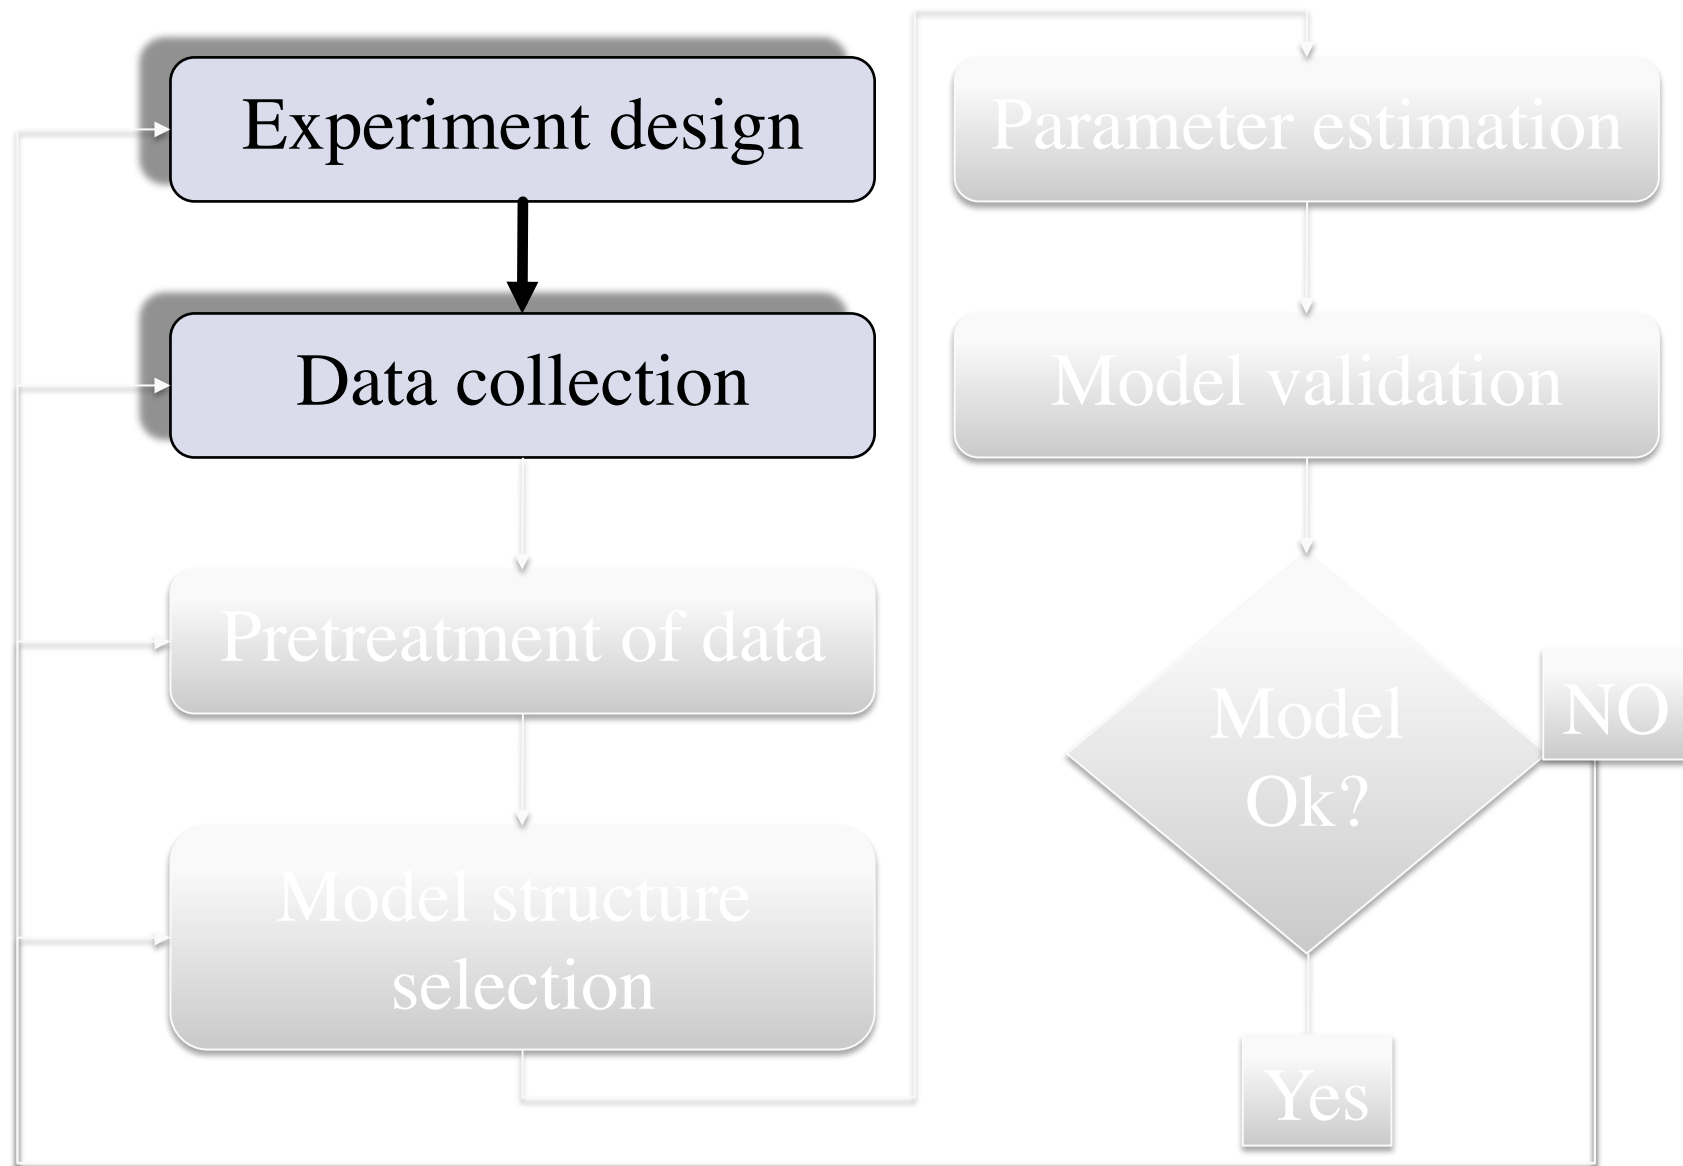 Experiment design
Data collection
Pretreatment of data
Model structure
selection
Parameter estimation
Model validation
Model
Ok?
NO
Yes